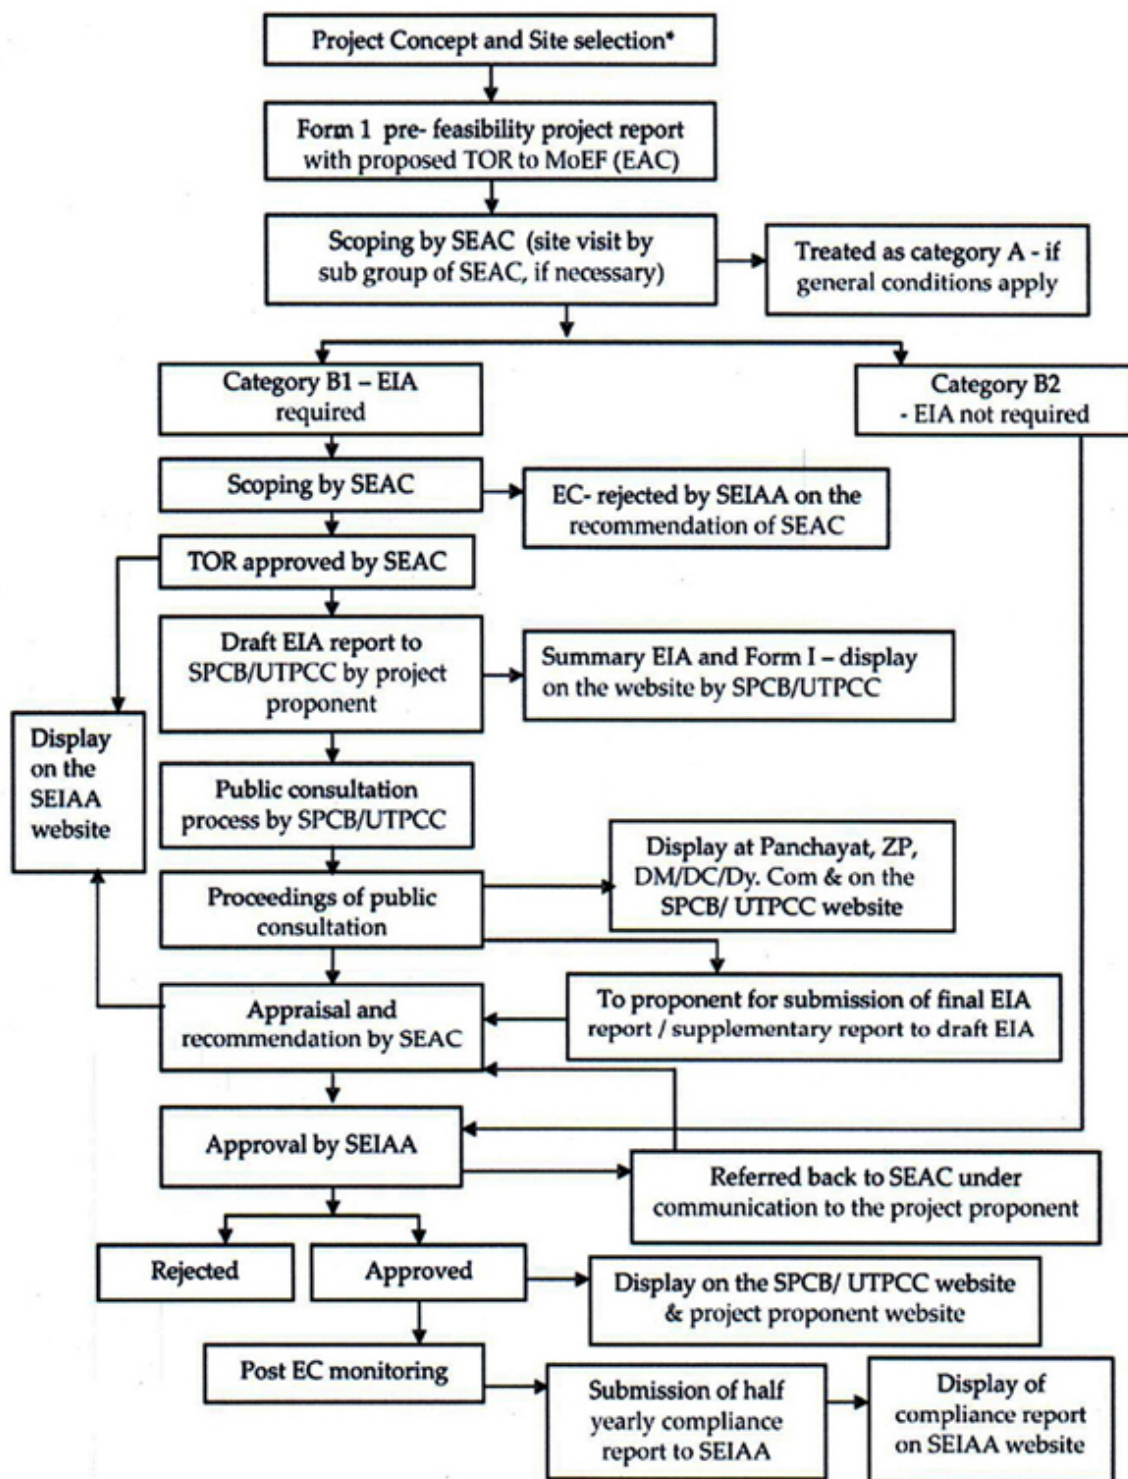 Project Concept and Site selection*
Form 1 pre- feasibility project report
with proposed TOR to MoEF (EAC)
Scoping by SEAC (site visit by
sub group of SEAC, if necessary)
Treated as category A - if
general conditions apply
Category B1 – EIA
required
Category B2
- EIA not required
Scoping by SEAC
EC- rejected by SEIAA on the
recommendation of SEAC
TOR approved by SEAC
Draft EIA report to
SPCB/UTPCC by project
proponent
Summary EIA and Form I – display
on the website by SPCB/UTPCC
Display
on the
SEIAA
website
Public consultation
process by SPCB/UTPCC
Display at Panchayat, ZP,
DM/DC/Dy. Com & on the
SPCB/ UTPCC website
Proceedings of public
consultation
To proponent for submission of final EIA
report / supplementary report to draft EIA
Appraisal and
recommendation by SEAC
Approval by SEIAA
Referred back to SEAC under
communication to the project proponent
Rejected
Approved
Display on the SPCB/ UTPCC website
& project proponent website
Post EC monitoring
Submission of half
yearly compliance
report to SEIAA
Display of
compliance report
on SEIAA website